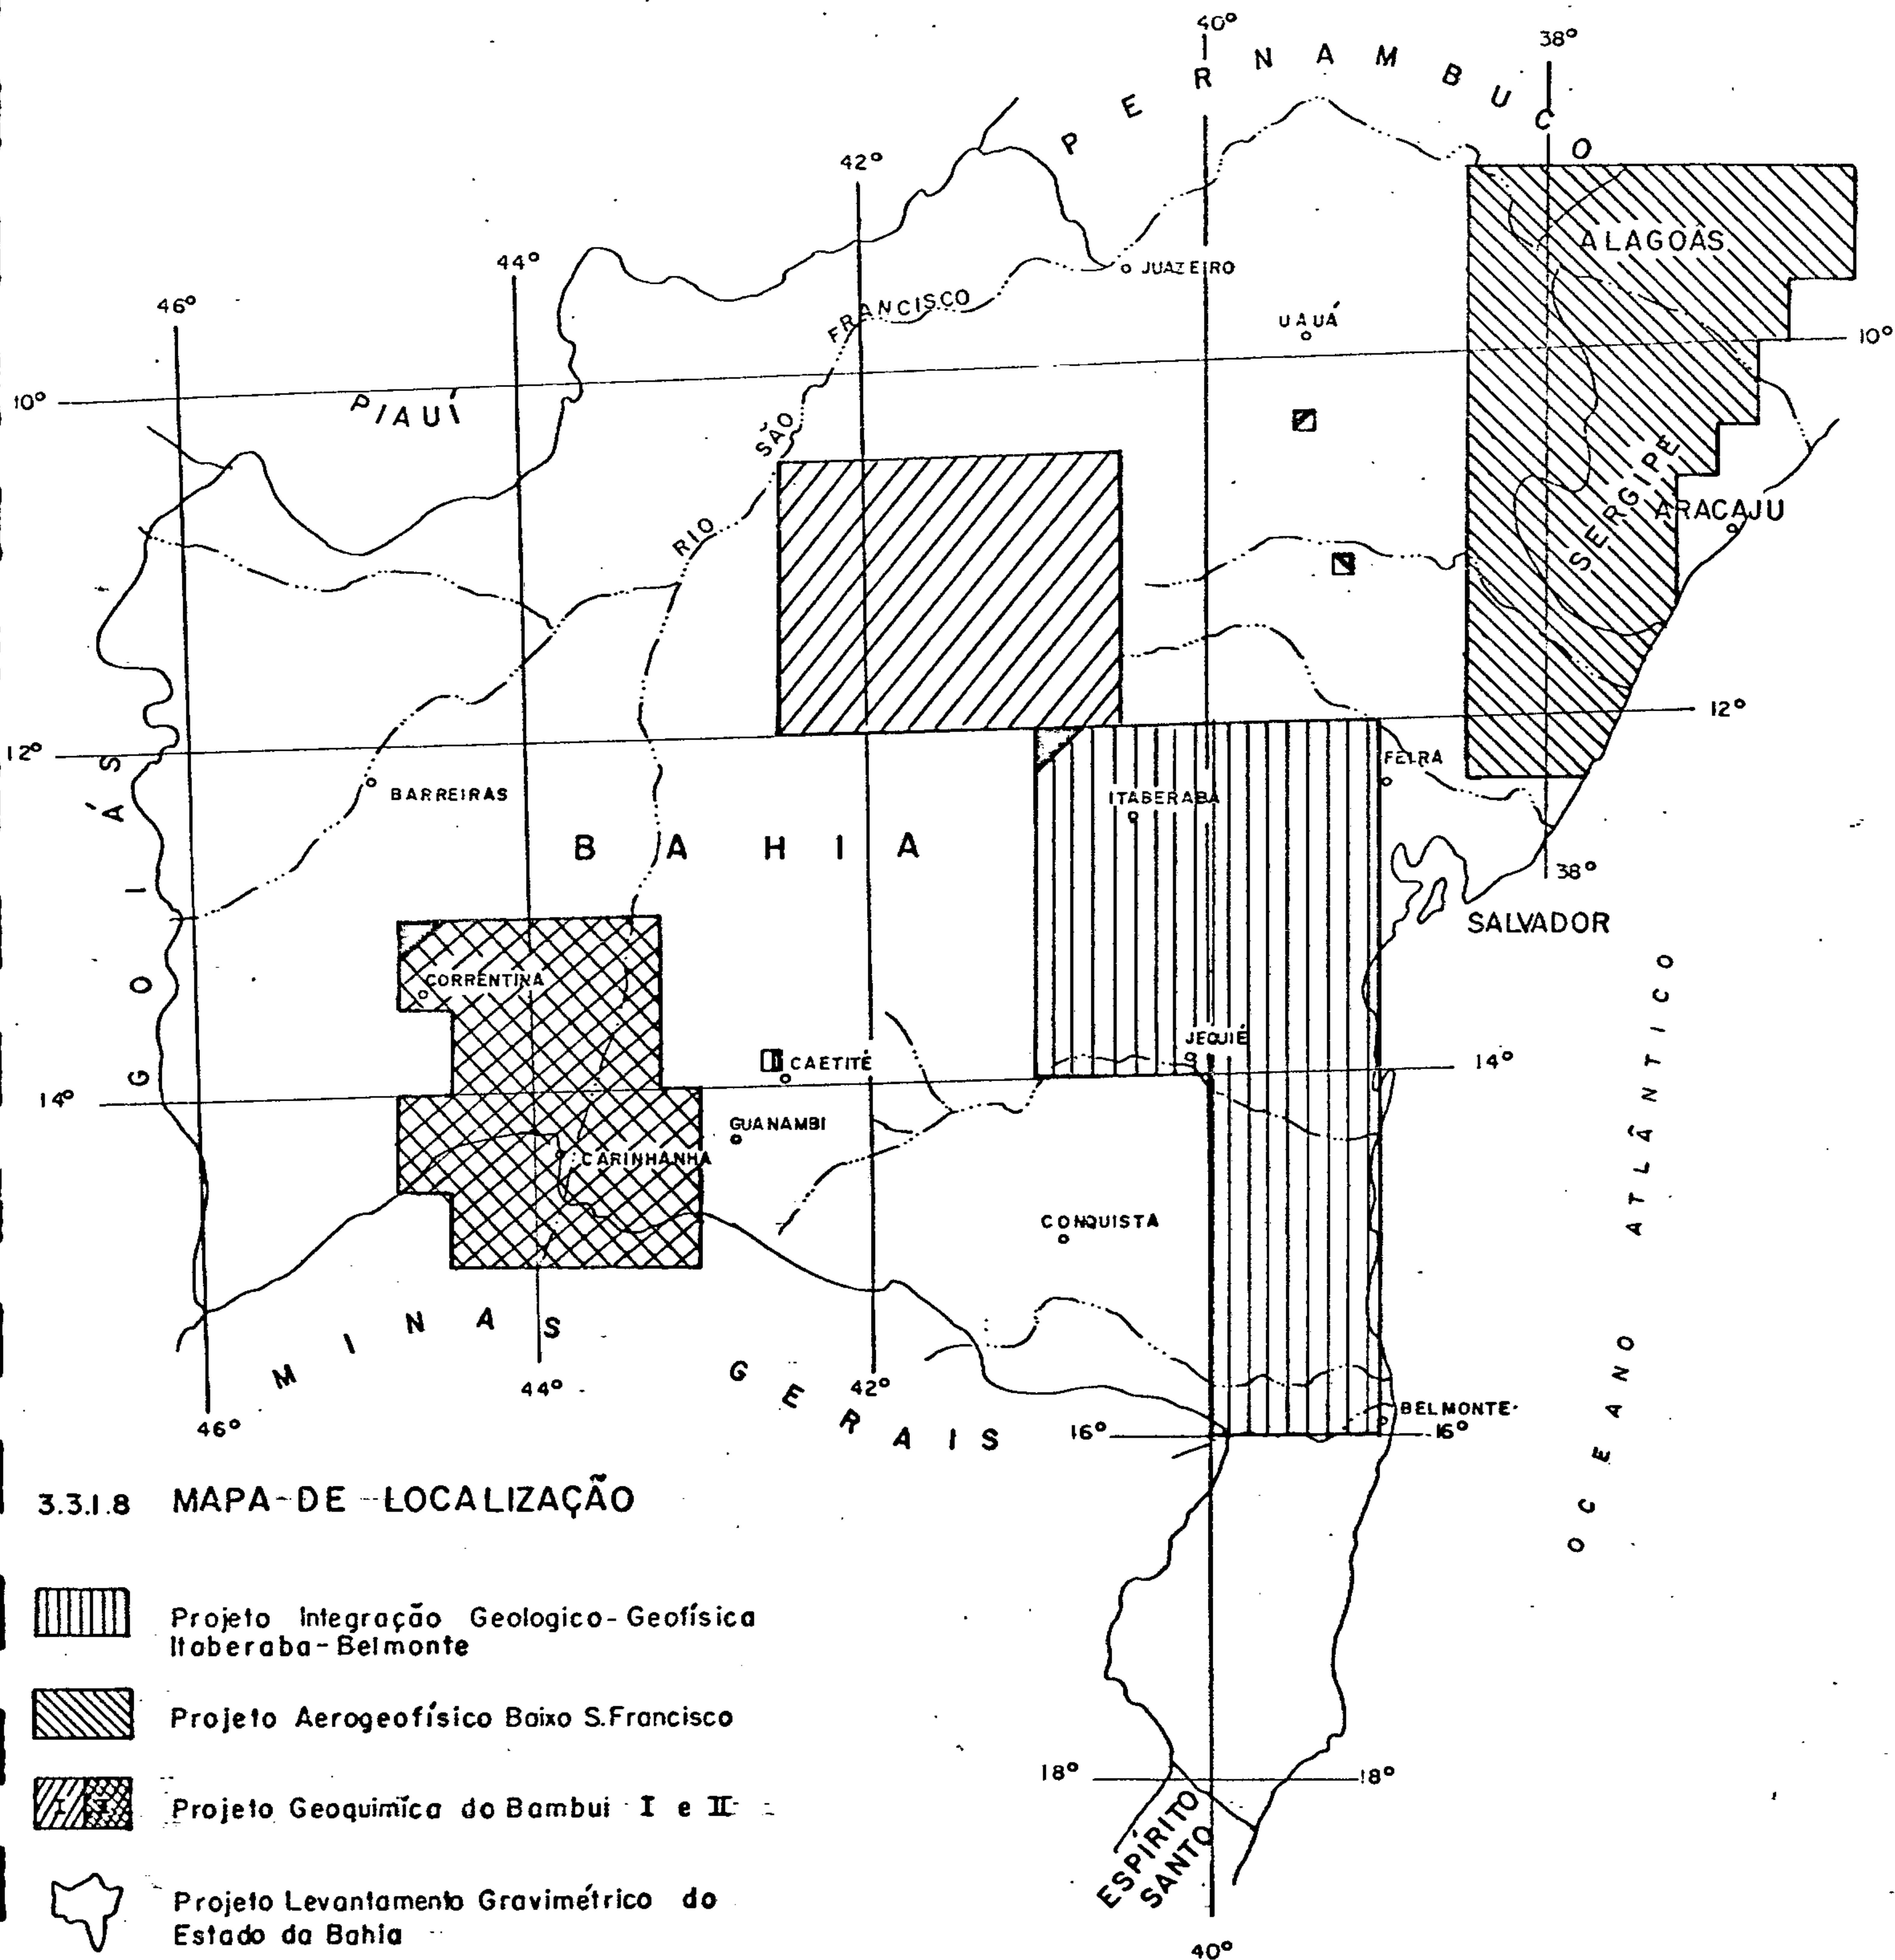 40°
38°
PERNAMBUCO
42°
44°
46°
ALAGOÁS
JUAZEIRO
FRANCISCO
UAUÁ
10°
10°
PIAUÍ
SÃO
RIO
SERGIPE
ARACAJU
12°
12°
FEIRA
BARREIRAS
ITABERABA
BAHIA
38°
SALVADOR
GOIÁS
CORRENTINA
JEQUIÉ
CAETITÉ
14°
14°
GUANAMBI
CARINHANHA
CONQUISTA
OCEANO ATLÂNTICO
MINAS GERAIS
44°
42°
46°
BELMONTE
16°
16°
3.3.1.8 MAPA DE LOCALIZAÇÃO
Projeto Integração Geologico-Geofísica
Itaberaba-Belmonte
Projeto Aerogeofísico Baixo S.Francisco
Projeto Geoquimica do Bambui I e II
18°
18°
ESPÍRITO
SANTO
Projeto Levantamento Gravimétrico do
Estado da Bahia
40°